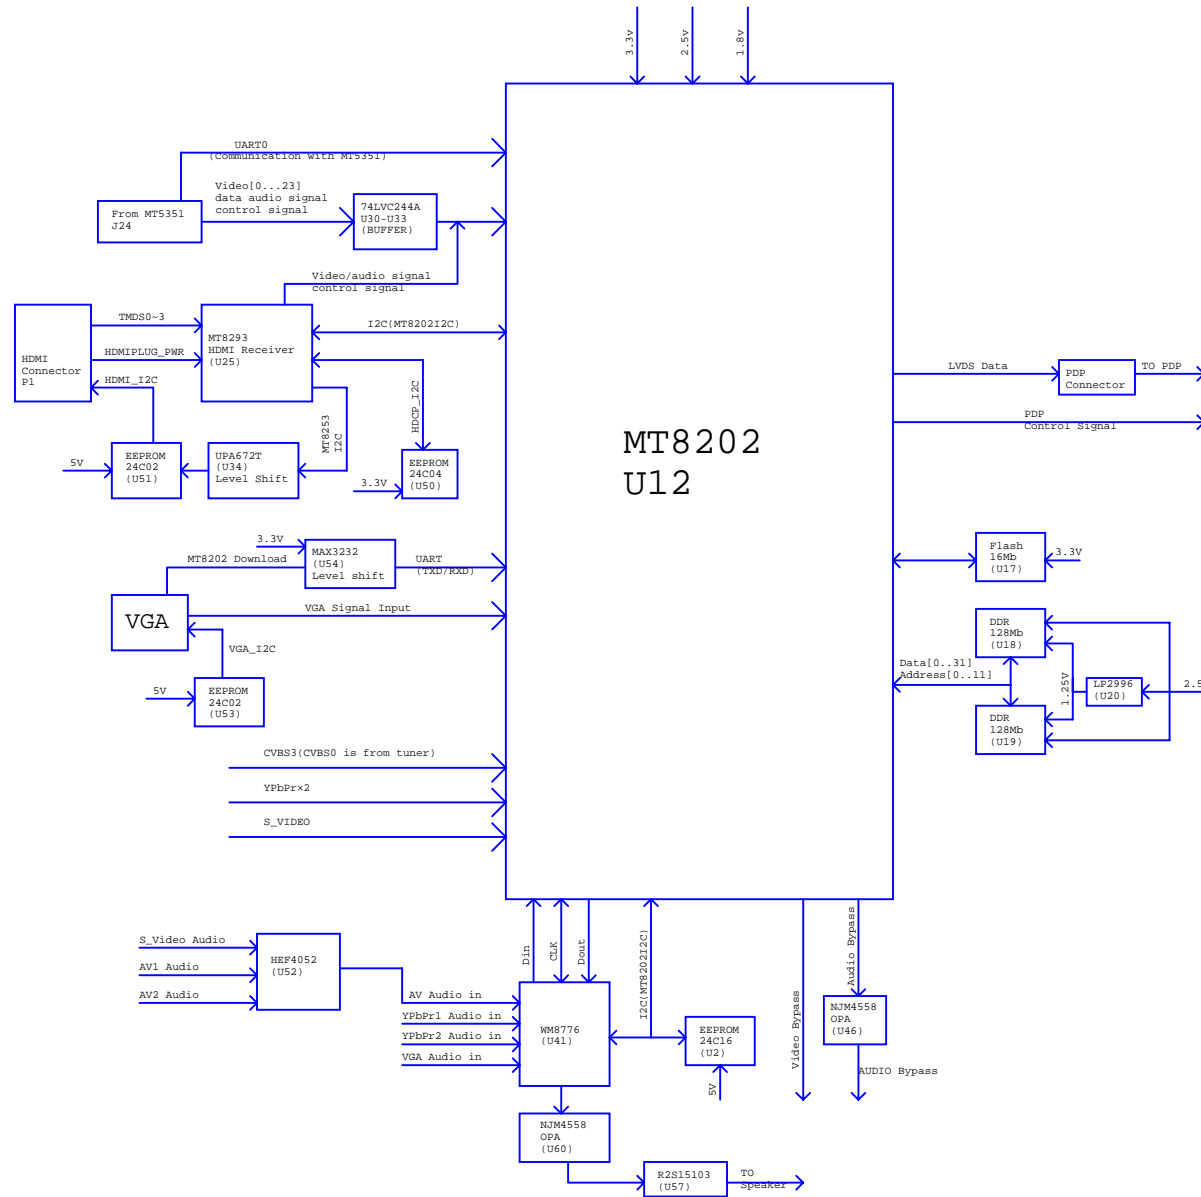 3.3v
2.5v
1.8v
UART0
(Communication with MT5351)
Video[0...23]
data audio signal
control signal
From MT5351
J24
74LVC244A
U30~U33
(BUFFER)
Video/audio signal
control signal
TMDS0~3
HDMIPLUG_PWR
HDMI_I2C
HDMI
Connector
P1
MT8293
HDMI Receiver
(U25)
I2C(MT8202I2C)
HDCP_I2C
MT8253
I2C
5V
EEPROM
24C02
(U51)
UPA672T
(U34)
Level Shift
3.3V
EEPROM
24C04
(U50)
MT8202
U12
LVDS Data
PDP
Connector
TO PDP
PDP
Control Signal
3.3V
MT8202 Download
MAX3232
(U54)
Level shift
UART
(TXD/RXD)
VGA
VGA Signal Input
VGA_I2C
5V
EEPROM
24C02
(U53)
Flash
16Mb
(U17)
3.3V
DDR
128Mb
(U18)
Data[0..31]
Address[0..11]
1.25V
LP2996
(U20)
2.5
DDR
128Mb
(U19)
CVBS3(CVBS0 is from tuner)
YPbPr×2
S_VIDEO
S_Video Audio
AV1 Audio
AV2 Audio
HEF4052
(U52)
Din
CLK
Dout
I2C(MT8202I2C)
Video Bypass
Audio Bypass
AV Audio in
YPbPr1 Audio in
YPbPr2 Audio in
VGA Audio in
WM8776
(U41)
EEPROM
24C16
(U2)
5V
NJM4558
OPA
(U46)
AUDIO Bypass
NJM4558
OPA
(U60)
R2S15103
(U57)
TO
Speaker